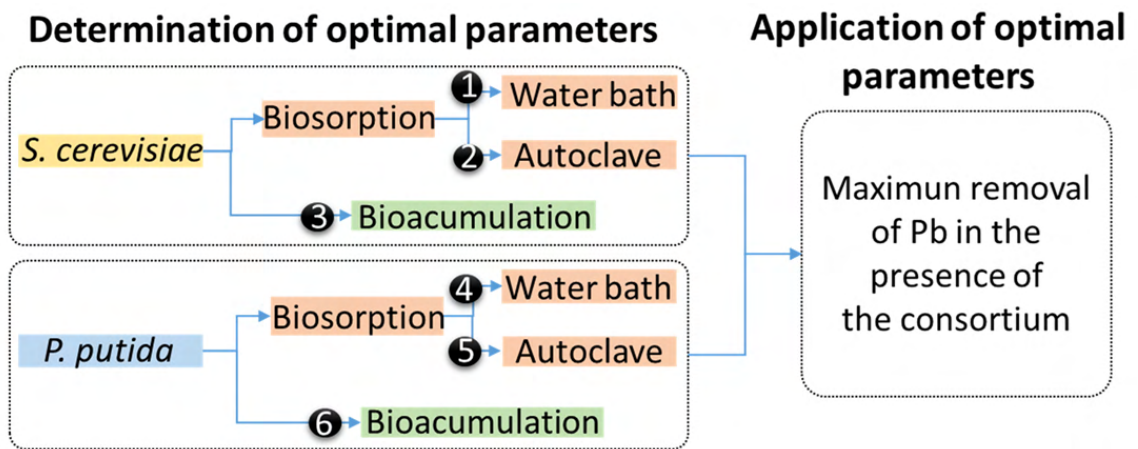 Determination of optimal parameters
Application of optimal
parameters
S. cerevisiae
Biosorption
1
Water bath
2
Autoclave
3
Bioacumulation
P. putida
Biosorption
4
Water bath
5
Autoclave
6
Bioacumulation
Maximun removal
of Pb in the
presence of
the consortium